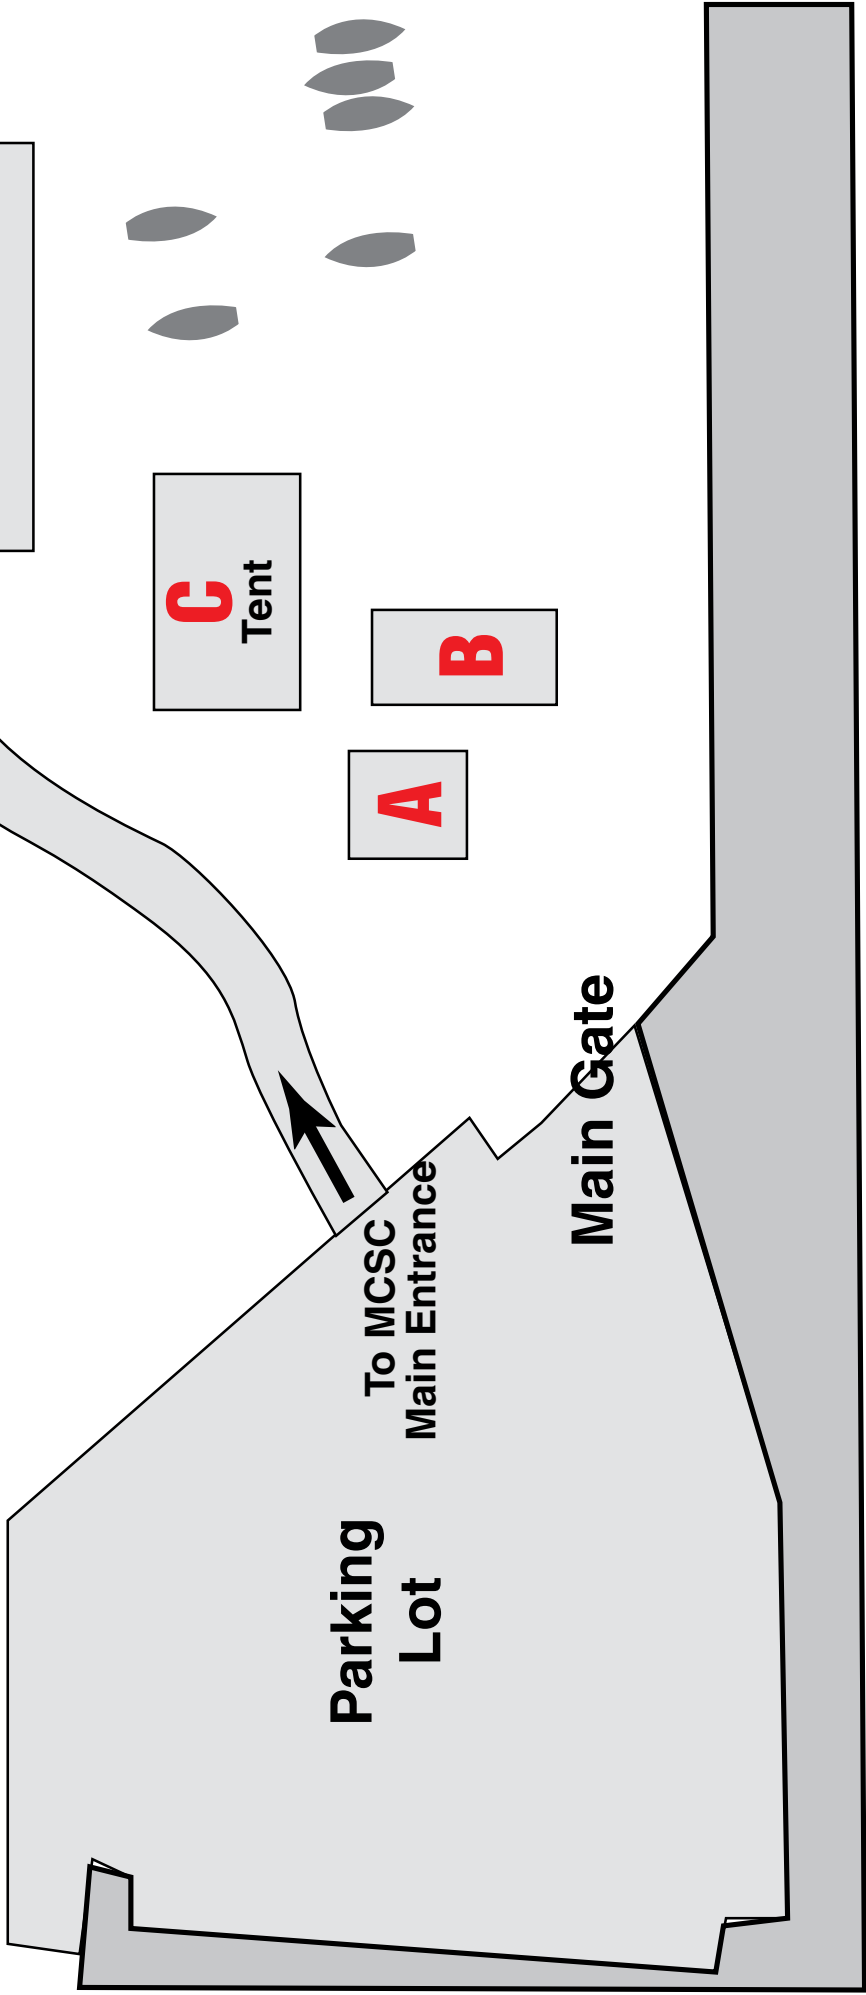 Parking
Lot
To MCSC
Main Entrance
Main Gate
A
B
C
Tent